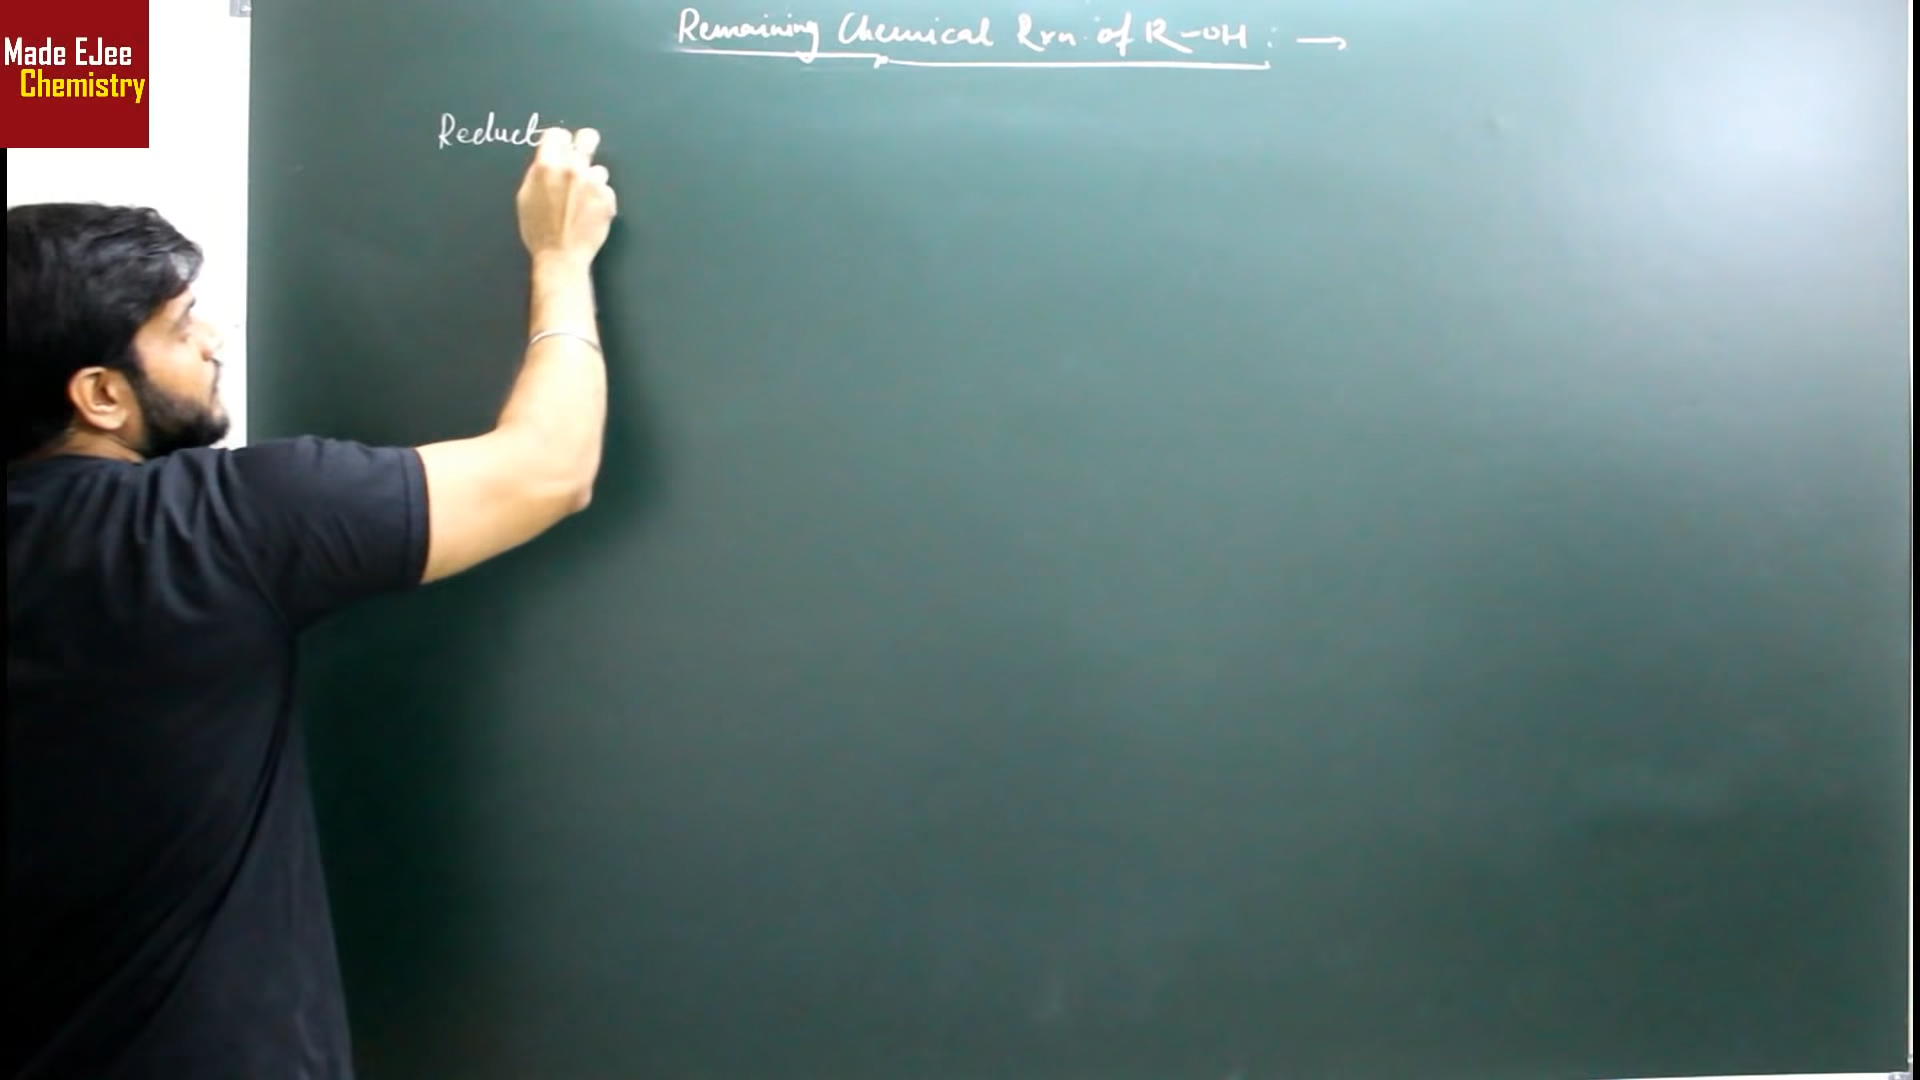 Made EJee
Chemistry
Remaining Chemical Rxn. of R-OH : →
Reduct